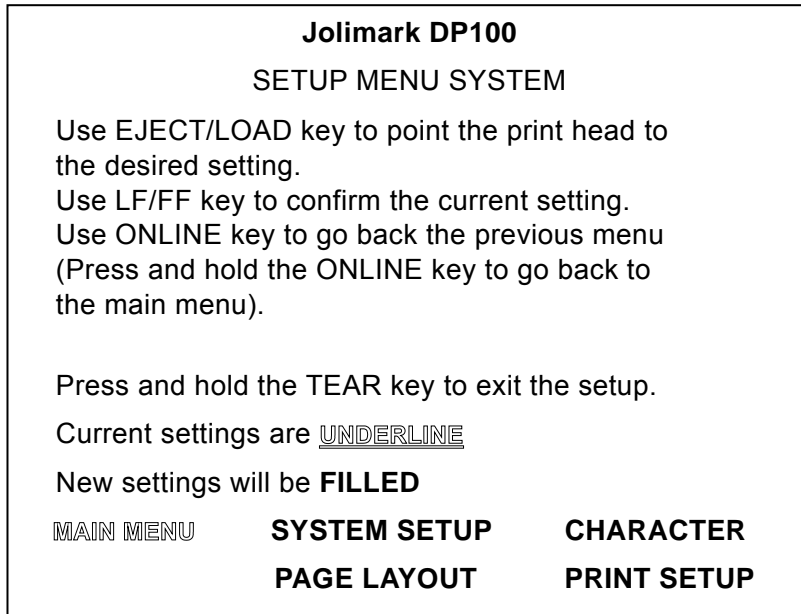 Jolimark DP100
SETUP MENU SYSTEM
Use EJECT/LOAD key to point the print head to
the desired setting.
Use LF/FF key to confirm the current setting.
Use ONLINE key to go back the previous menu
(Press and hold the ONLINE key to go back to
the main menu).
Press and hold the TEAR key to exit the setup.
Current settings are UNDERLINE
New settings will be FILLED
MAIN MENU SYSTEM SETUP CHARACTER
PAGE LAYOUT PRINT SETUP